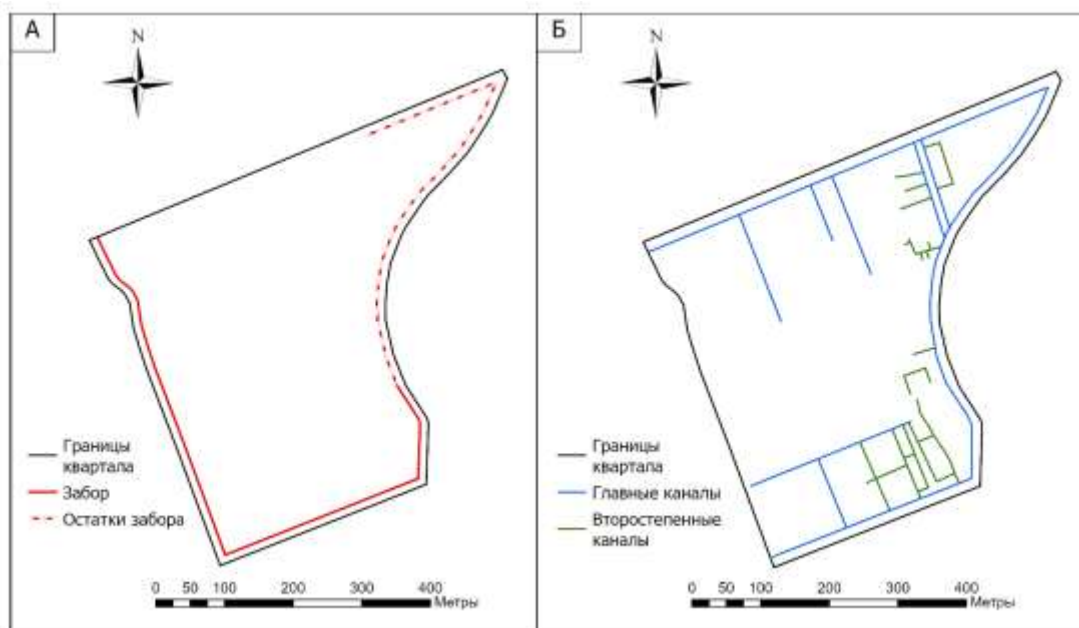 А
N
Границы
квартала
Забор
Остатки забора
0 50 100 200 300 400
Метры
Б
N
Границы
квартала
Главные каналы
Второстепенные
каналы
0 50 100 200 300 400
Метры